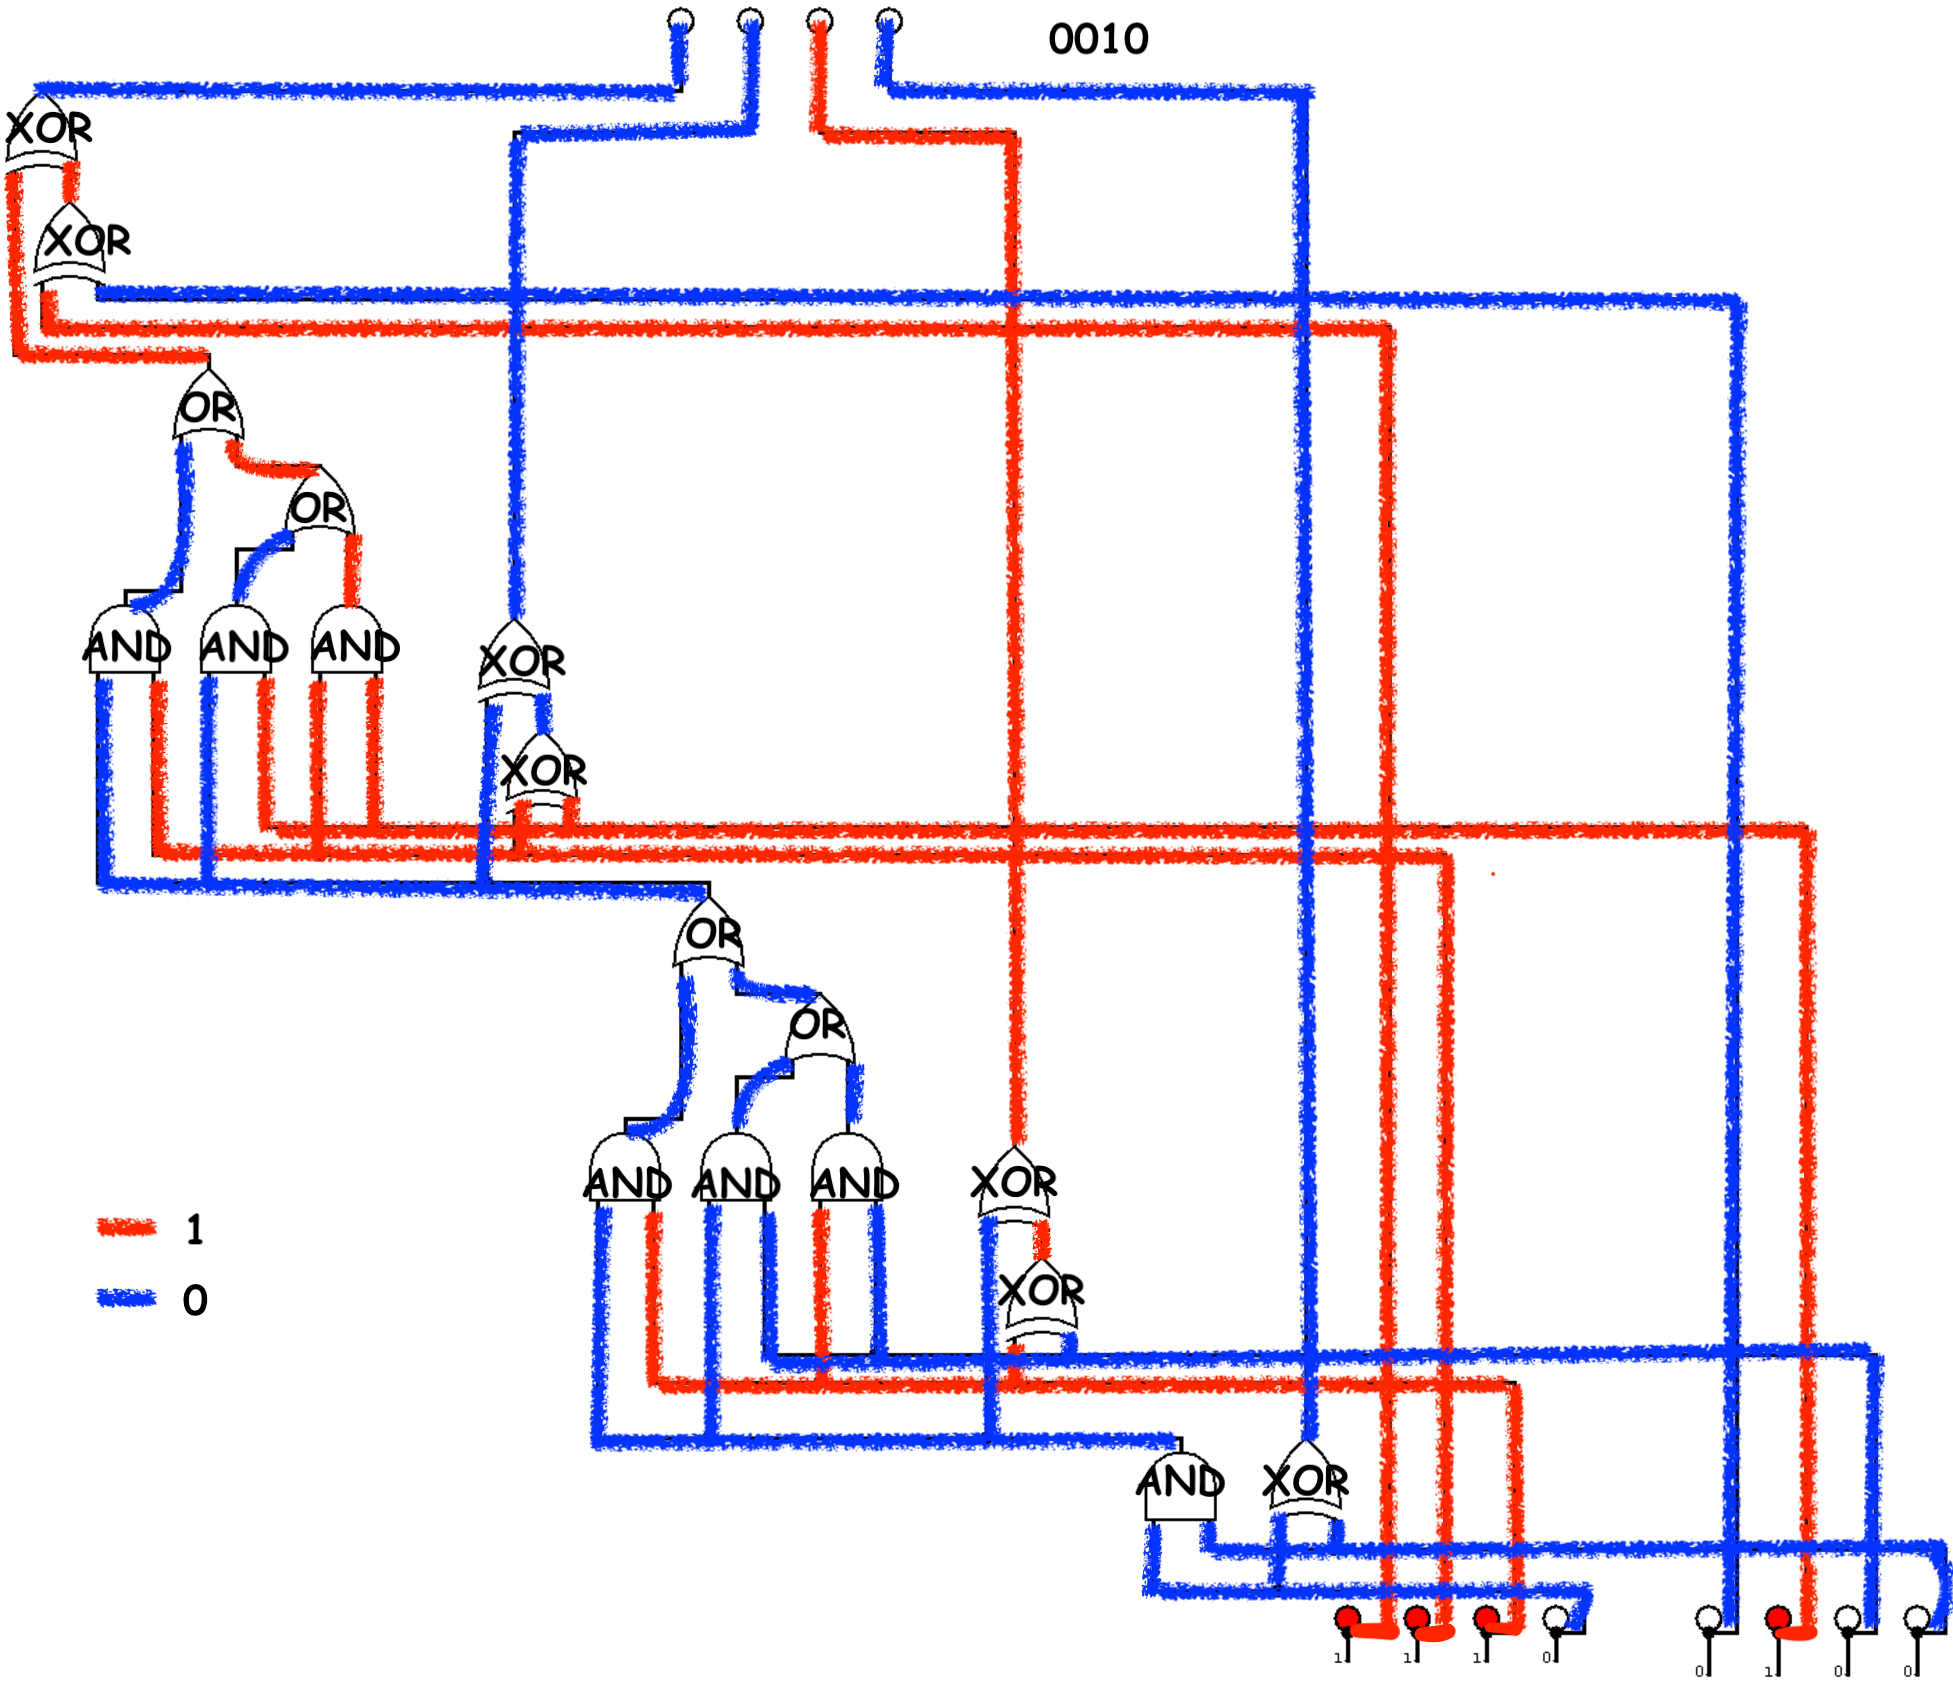 0010
XOR
XOR
OR
OR
AND AND AND
XOR
XOR
OR
OR
AND AND AND XOR
1
XOR
0
AND XOR
1 1 1 0 0 1 0 0